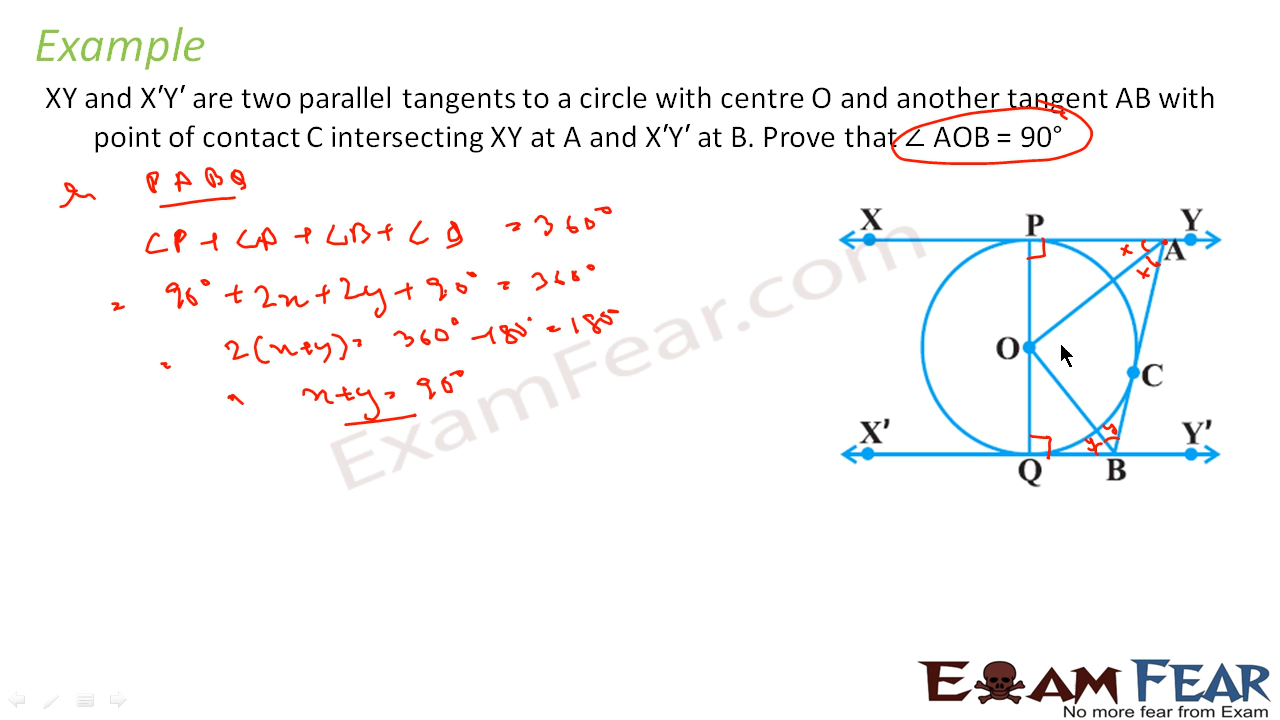 Example
XY and X′Y′ are two parallel tangents to a circle with centre O and another tangent AB with
point of contact C intersecting XY at A and X′Y′ at B. Prove that ∠ AOB = 90°
In PABQ
∠P + ∠A + ∠B + ∠Q = 360°
= 90° + 2x + 2y + 90° = 360°
= 2(x+y) = 360° - 180° = 180°
x+y = 90°
X P Y
x A
x
O
C
X′ y y Y′
Q B
ExamFear.com
EXAM FEAR
No more fear from Exam